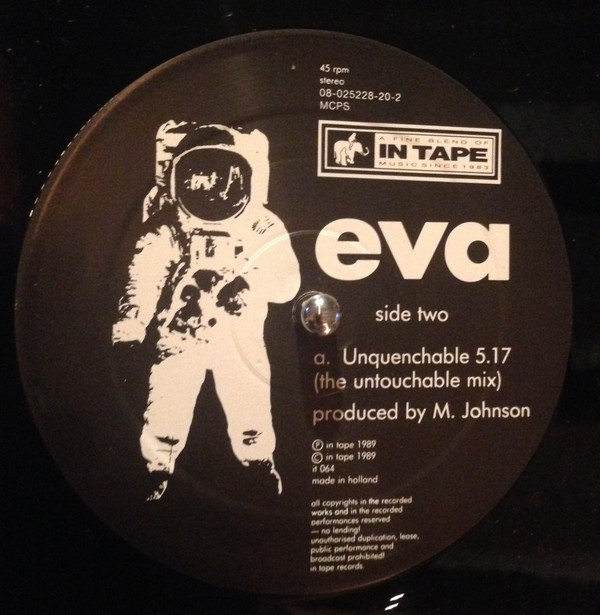 45 rpm
stereo
08-025228-20-2
MCPS
A FINE BLEND OF
IN TAPE
MUSIC SINCE 1983
eva
side two
a. Unquenchable 5.17
(the untouchable mix)
produced by M. Johnson
Ⓟ in tape 1989
© in tape 1989
it 064
made in holland
all copyrights in the recorded
works and in the recorded
performances reserved
— no lending!
unauthorised duplication, lease,
public performance and
broadcast prohibited!
in tape records